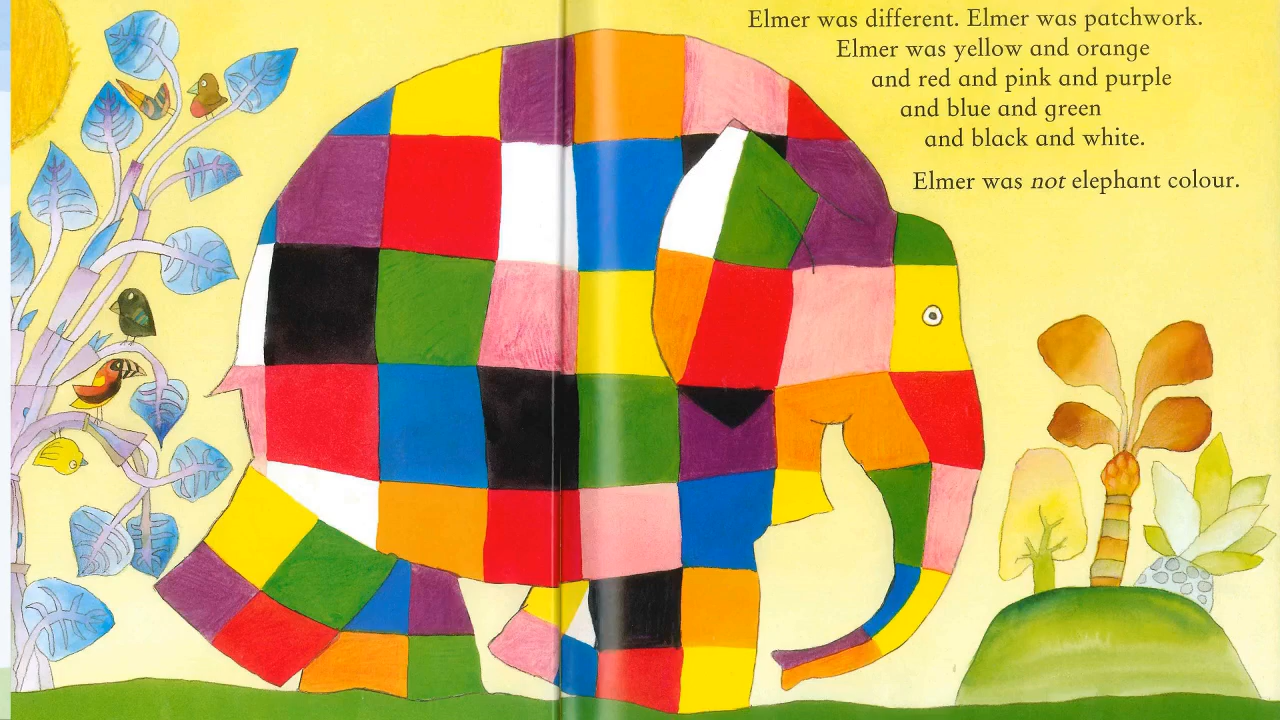 Elmer was different. Elmer was patchwork.
Elmer was yellow and orange
and red and pink and purple
and blue and green
and black and white.
Elmer was not elephant colour.